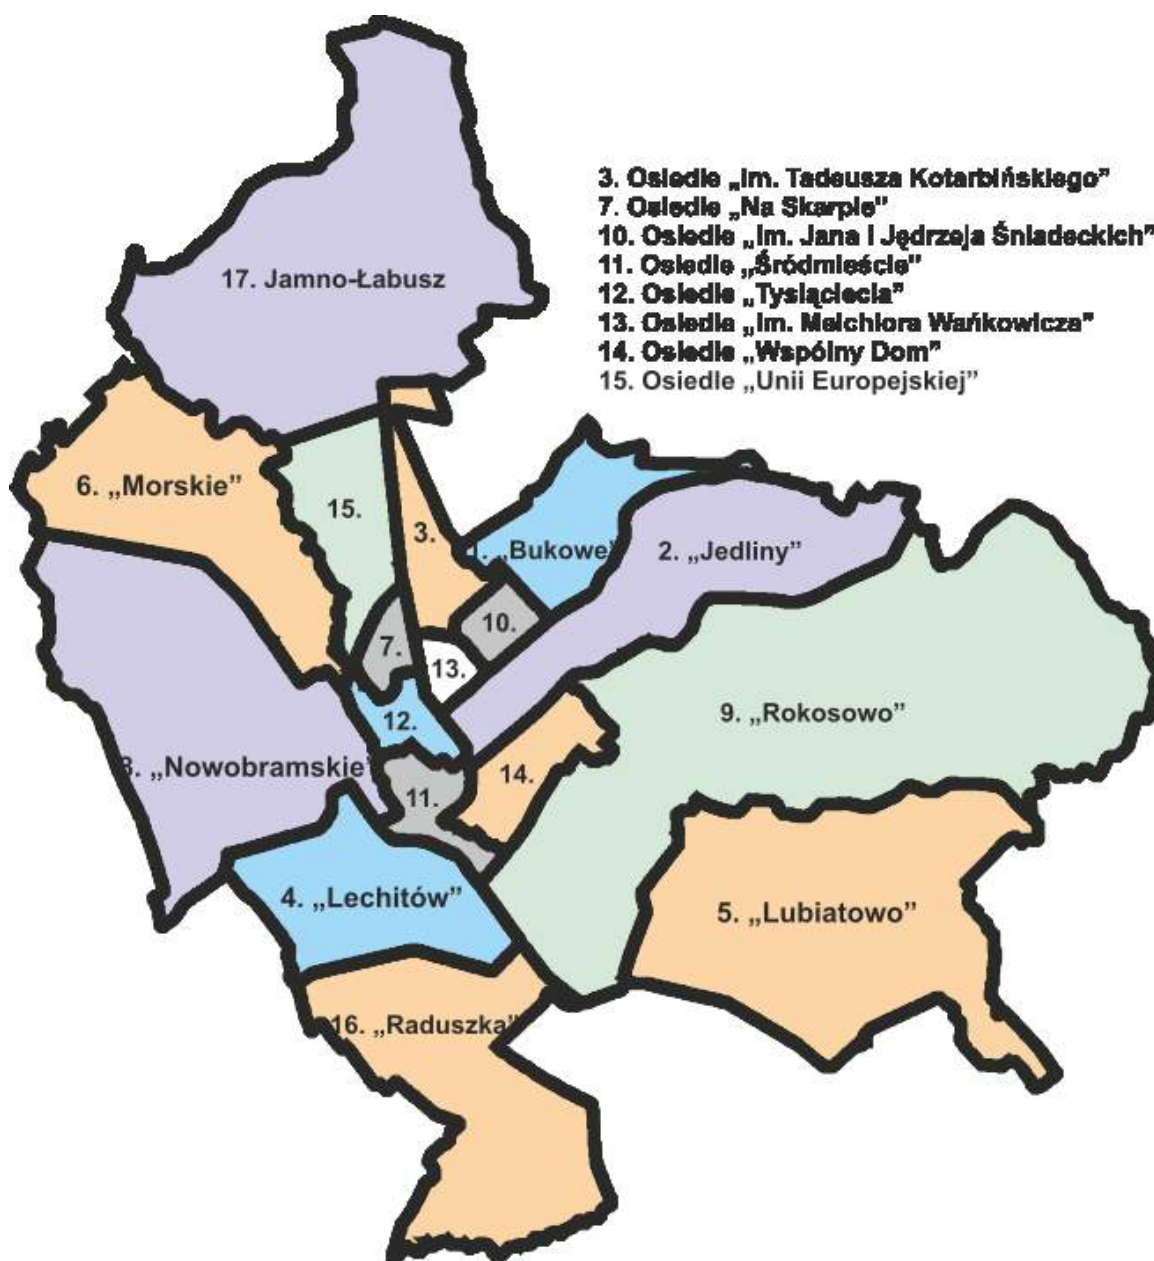 3. Osiedle „Im. Tadeusza Kotarbińskiego”
7. Osiedle „Na Skarpie”
10. Osiedle „Im. Jana i Jędrzeja Śniadeckich”
11. Osiedle „Śródmieście”
12. Osiedle „Tysiąclecia”
13. Osiedle „Im. Melchiora Wańkowicza”
14. Osiedle „Wspólny Dom”
15. Osiedle „Unii Europejskiej”
17. Jamno-Łabusz
6. „Morskie”
15.
3.
1. „Bukowe”
2. „Jedliny”
10.
7.
13.
12.
9. „Rokosowo”
8. „Nowobramskie”
14.
11.
4. „Lechitów”
5. „Lubiatowo”
16. „Raduszka”